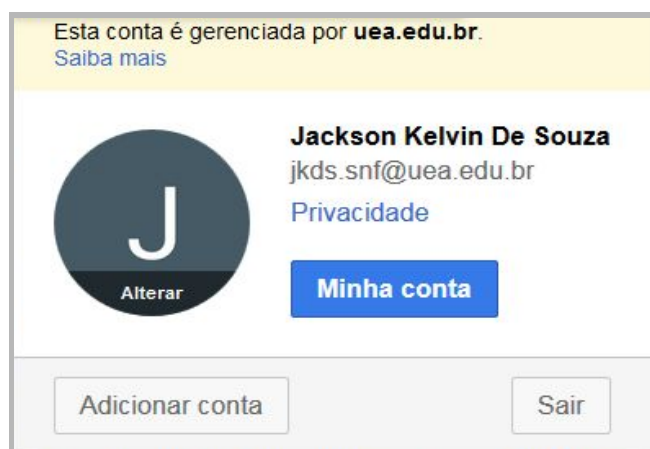 Esta conta é gerenciada por uea.edu.br.
Saiba mais
Jackson Kelvin De Souza
jkds.snf@uea.edu.br
Privacidade
J
Alterar
Minha conta
Adicionar conta
Sair